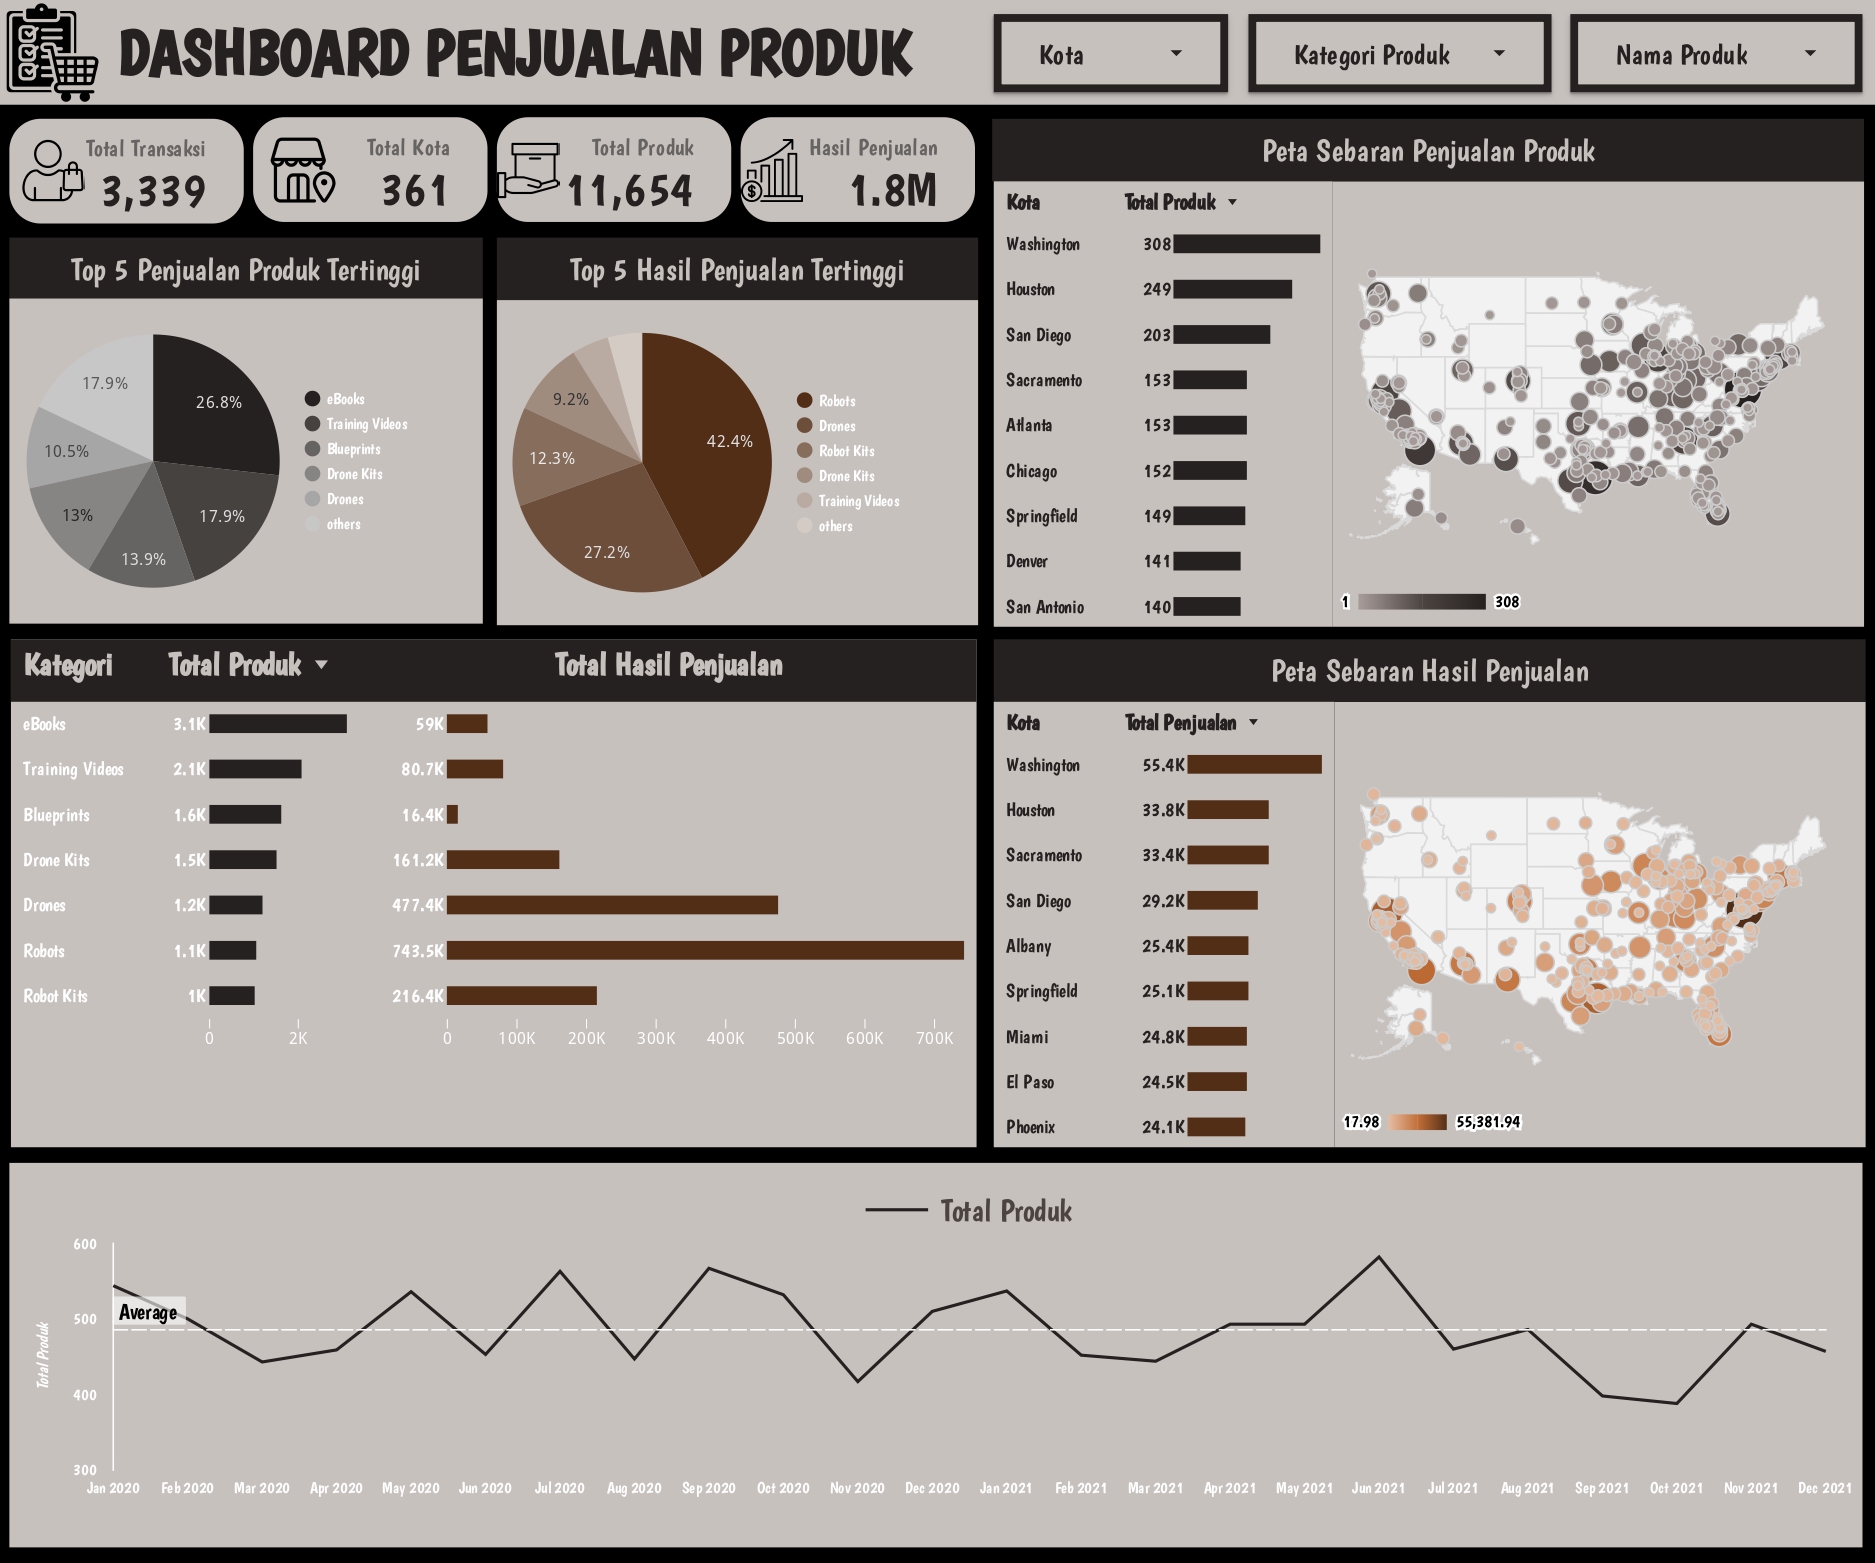 DASHBOARD PENJUALAN PRODUK
Kota
Kategori Produk
Nama Produk
Total Transaksi
3,339
Total Kota
361
Total Produk
11,654
Hasil Penjualan
1.8M
Top 5 Penjualan Produk Tertinggi
26.8%
17.9%
13.9%
13%
10.5%
17.9%
eBooks
Training Videos
Blueprints
Drone Kits
Drones
others
Top 5 Hasil Penjualan Tertinggi
42.4%
27.2%
12.3%
9.2%
Robots
Drones
Robot Kits
Drone Kits
Training Videos
others
Peta Sebaran Penjualan Produk
Kota Total Produk
Washington 308
Houston 249
San Diego 203
Sacramento 153
Atlanta 153
Chicago 152
Springfield 149
Denver 141
San Antonio 140
1 308
Kategori Total Produk Total Hasil Penjualan
eBooks 3.1K 59K
Training Videos 2.1K 80.7K
Blueprints 1.6K 16.4K
Drone Kits 1.5K 161.2K
Drones 1.2K 477.4K
Robots 1.1K 743.5K
Robot Kits 1K 216.4K
0 2K 0 100K 200K 300K 400K 500K 600K 700K
Peta Sebaran Hasil Penjualan
Kota Total Penjualan
Washington 55.4K
Houston 33.8K
Sacramento 33.4K
San Diego 29.2K
Albany 25.4K
Springfield 25.1K
Miami 24.8K
El Paso 24.5K
Phoenix 24.1K
17.98 55,381.94
Total Produk
Total Produk
600
500
400
300
Average
Jan 2020 Feb 2020 Mar 2020 Apr 2020 May 2020 Jun 2020 Jul 2020 Aug 2020 Sep 2020 Oct 2020 Nov 2020 Dec 2020 Jan 2021 Feb 2021 Mar 2021 Apr 2021 May 2021 Jun 2021 Jul 2021 Aug 2021 Sep 2021 Oct 2021 Nov 2021 Dec 2021